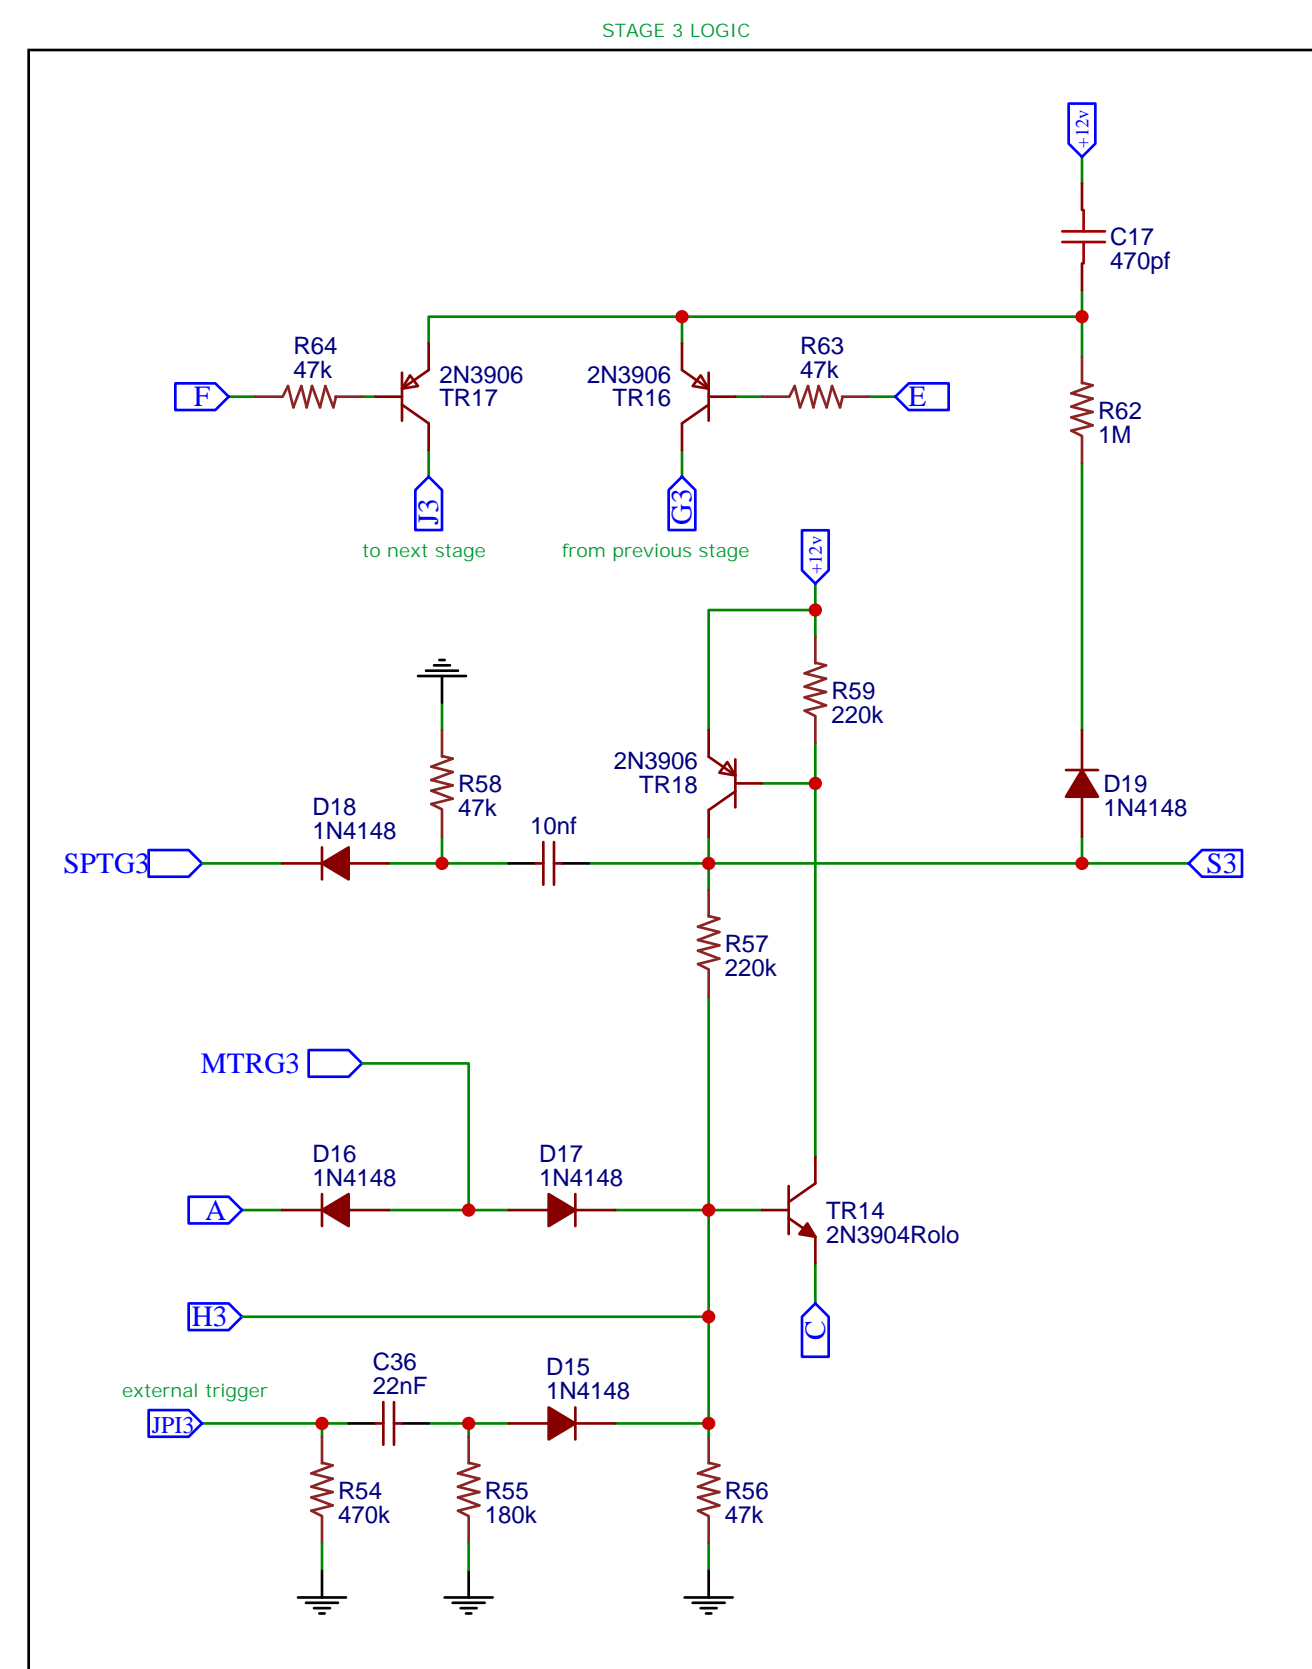 STAGE 3 LOGIC
+12v
C17
470pf
R64
47k
2N3906
TR17
2N3906
TR16
R63
47k
F
E
R62
1M
J3
G3
to next stage
from previous stage
+12v
R59
220k
2N3906
TR18
R58
47k
D19
1N4148
D18
1N4148
10nf
SPTG3
S3
R57
220k
MTRG3
D16
1N4148
D17
1N4148
A
TR14
2N3904Rolo
H3
C
C36
22nF
D15
1N4148
external trigger
JPI3
R54
470k
R55
180k
R56
47k